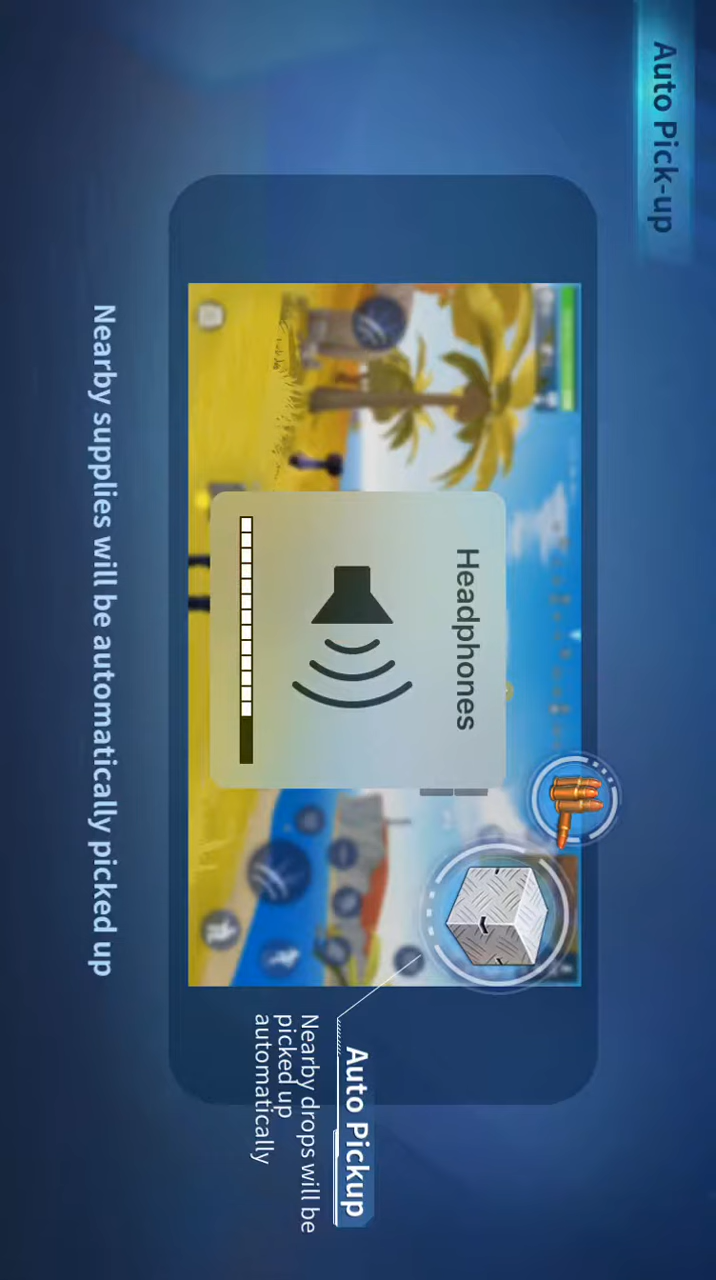 Auto Pick-up
Headphones
Auto Pickup
Nearby drops will be
picked up
automatically
Nearby supplies will be automatically picked up